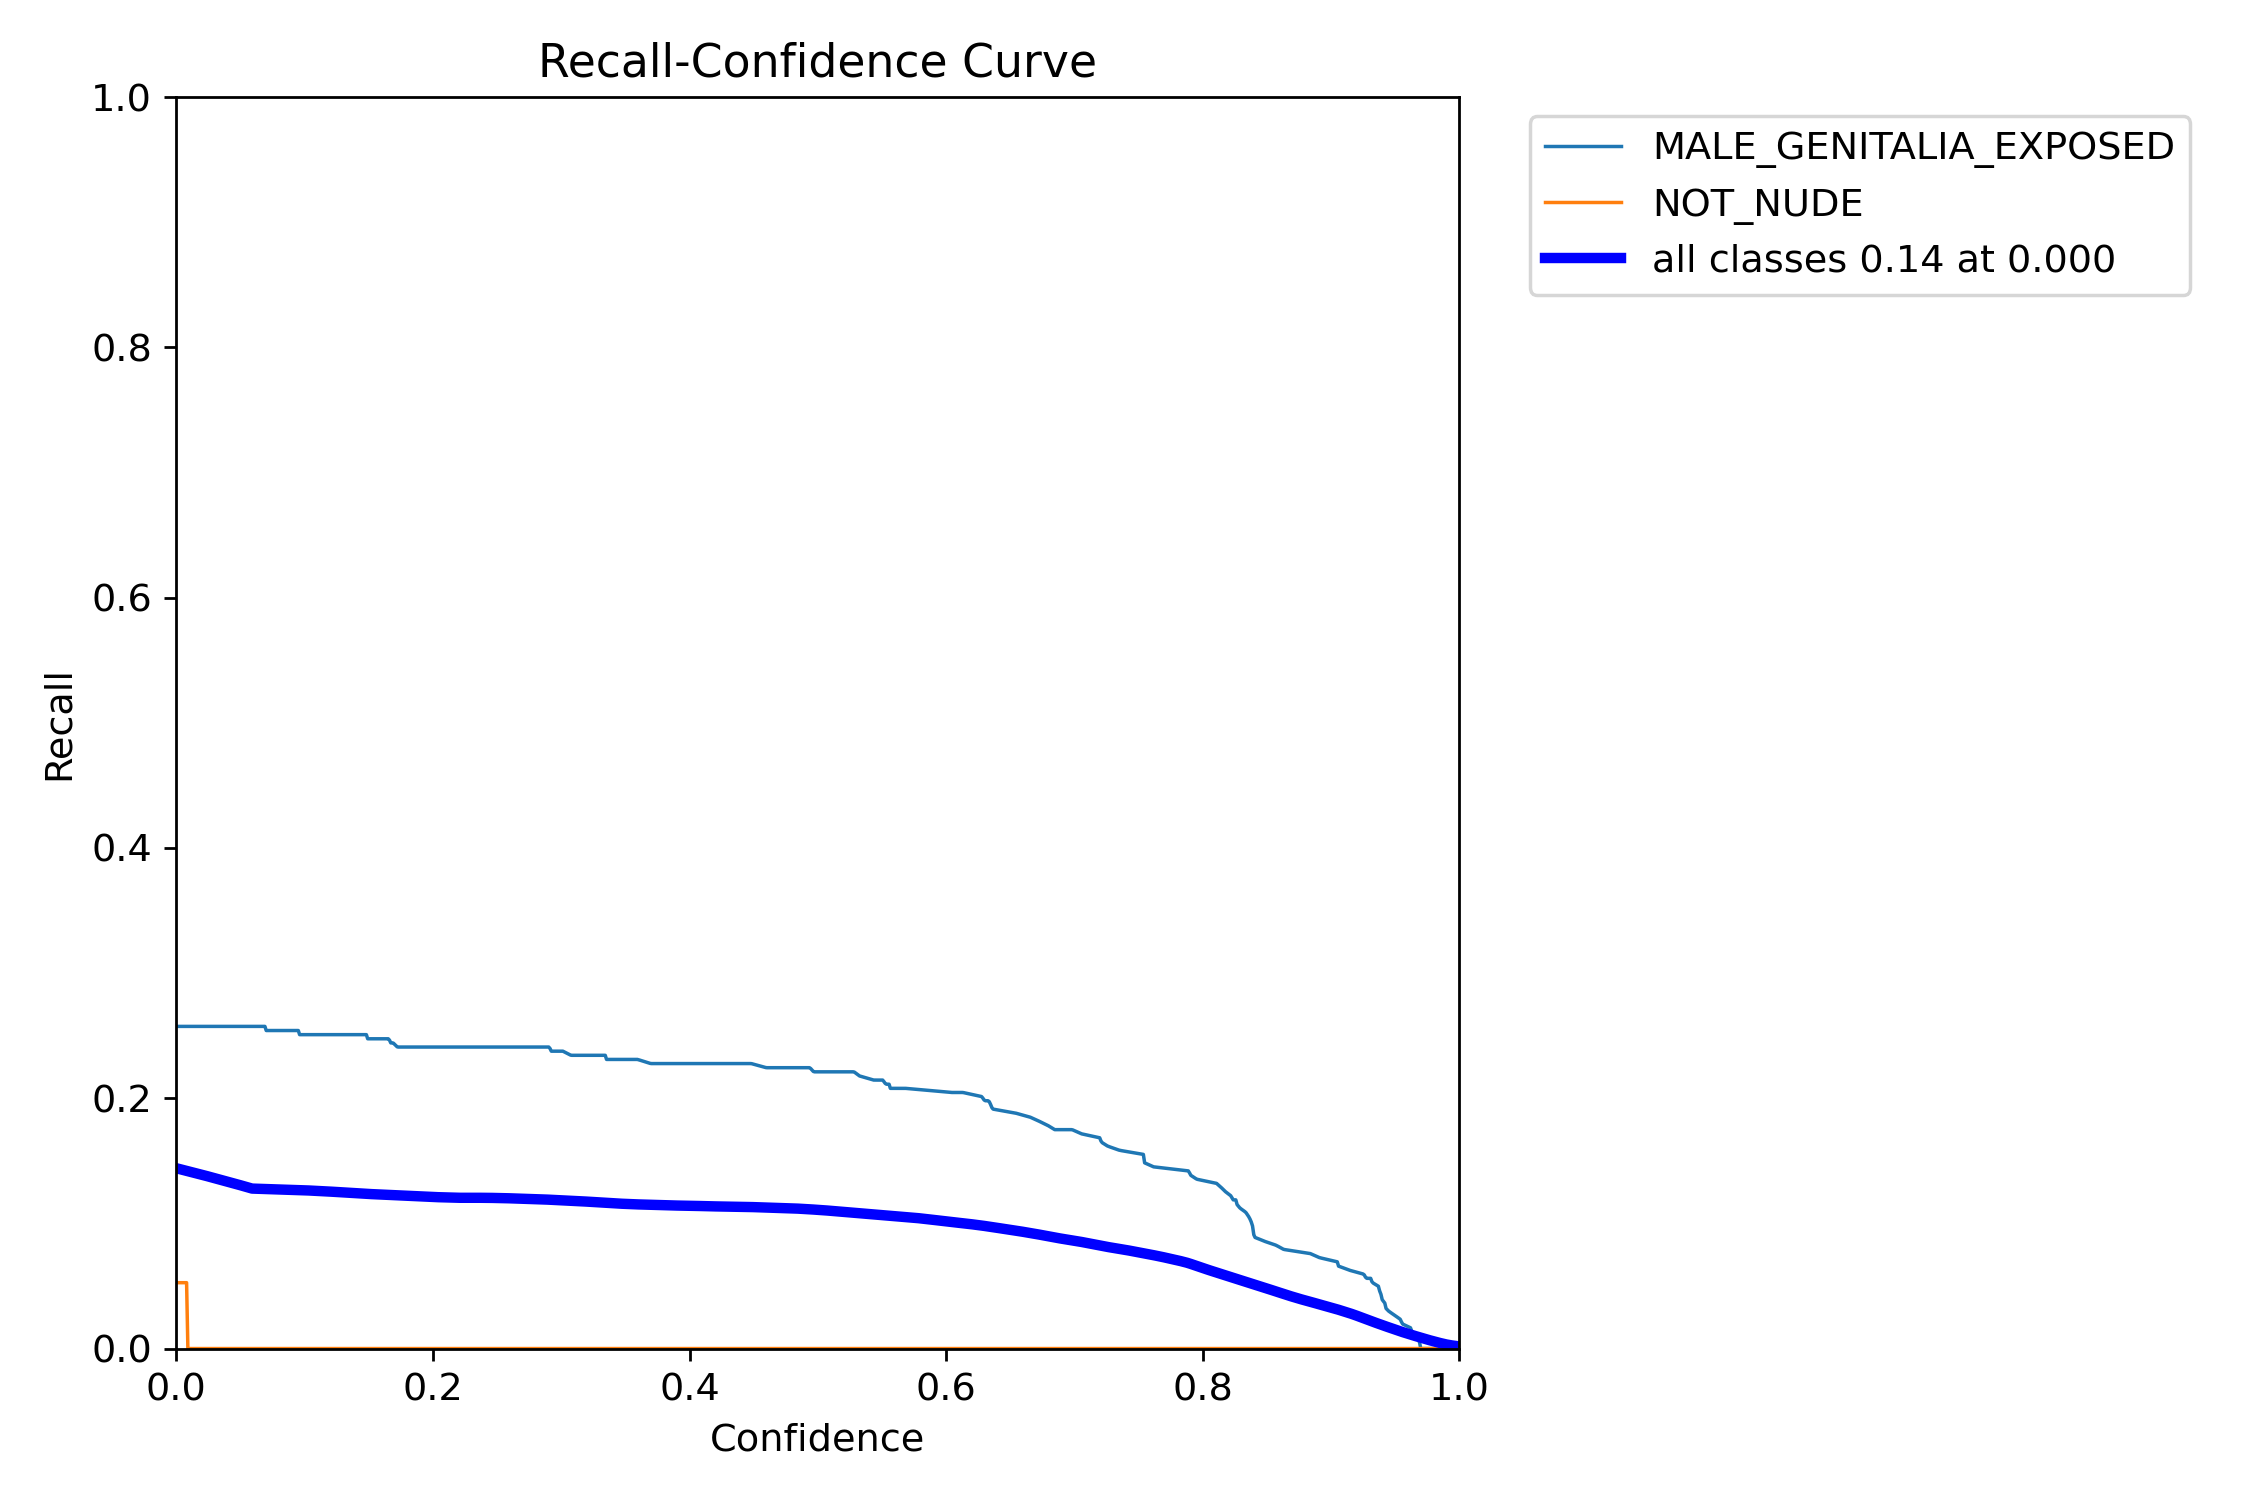 Recall-Confidence Curve
1.0
0.8
0.6
0.4
0.2
0.0
Recall
0.0 0.2 0.4 0.6 0.8 1.0
Confidence
MALE_GENITALIA_EXPOSED
NOT_NUDE
all classes 0.14 at 0.000